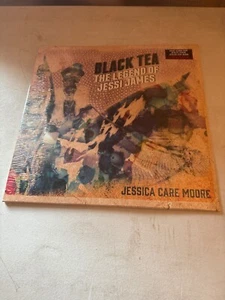 BLACK TEA
THE LEGEND OF
JESSI JAMES
JESSICA CARE MOORE